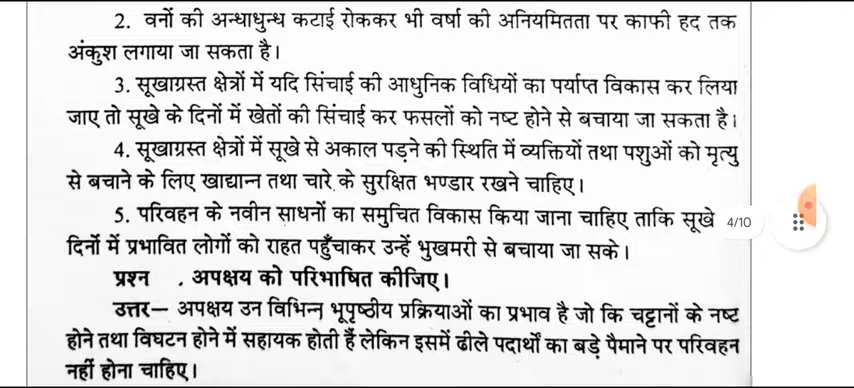 2. वनों की अन्धाधुन्ध कटाई रोककर भी वर्षा की अनियमितता पर काफी हद तक
अंकुश लगाया जा सकता है।
3. सूखाग्रस्त क्षेत्रों में यदि सिंचाई की आधुनिक विधियों का पर्याप्त विकास कर लिया
जाए तो सूखे के दिनों में खेतों की सिंचाई कर फसलों को नष्ट होने से बचाया जा सकता है।
4. सूखाग्रस्त क्षेत्रों में सूखे से अकाल पड़ने की स्थिति में व्यक्तियों तथा पशुओं को मृत्यु
से बचाने के लिए खाद्यान्न तथा चारे के सुरक्षित भण्डार रखने चाहिए।
5. परिवहन के नवीन साधनों का समुचित विकास किया जाना चाहिए ताकि सूखे 4/10
दिनों में प्रभावित लोगों को राहत पहुँचाकर उन्हें भुखमरी से बचाया जा सके।
प्रश्न . अपक्षय को परिभाषित कीजिए।
उत्तर— अपक्षय उन विभिन्न भूपृष्ठीय प्रक्रियाओं का प्रभाव है जो कि चट्टानों के नष्ट
होने तथा विघटन होने में सहायक होती हैं लेकिन इसमें ढीले पदार्थों का बड़े पैमाने पर परिवहन
नहीं होना चाहिए।